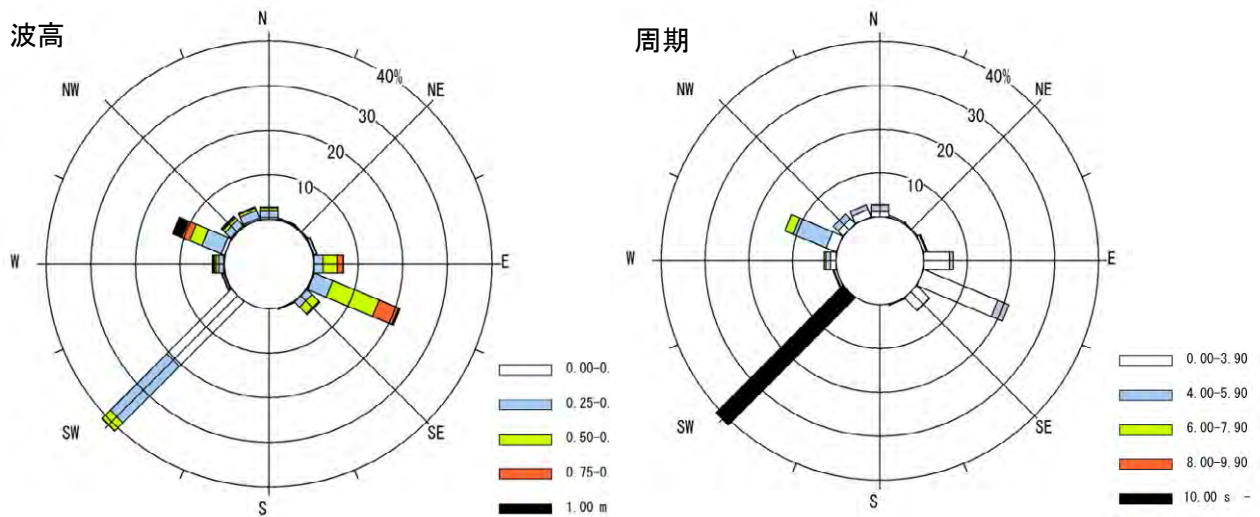 波高
N
NE
E
SE
S
SW
W
NW
10
20
30
40%
0.00-0.
0.25-0.
0.50-0.
0.75-0.
1.00 m
周期
N
NE
E
SE
S
SW
W
NW
10
20
30
40%
0.00-3.90
4.00-5.90
6.00-7.90
8.00-9.90
10.00 s -